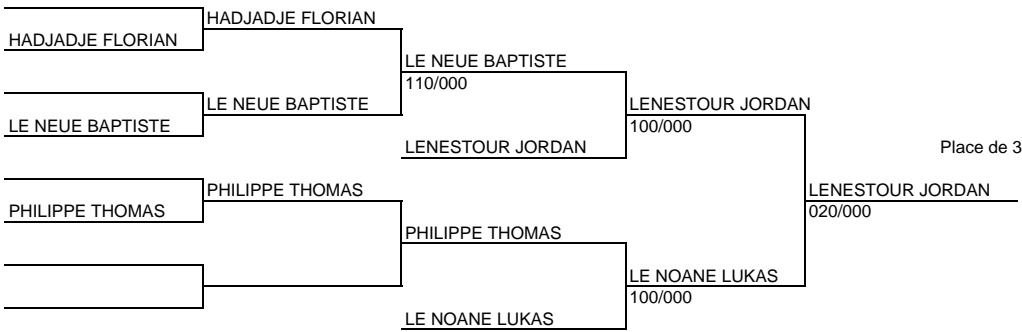 HADJADJE FLORIAN
HADJADJE FLORIAN
LE NEUE BAPTISTE
110/000
LE NEUE BAPTISTE
LENESTOUR JORDAN
LE NEUE BAPTISTE
100/000
LENESTOUR JORDAN
Place de 3
PHILIPPE THOMAS
LENESTOUR JORDAN
PHILIPPE THOMAS
020/000
PHILIPPE THOMAS
LE NOANE LUKAS
100/000
LE NOANE LUKAS